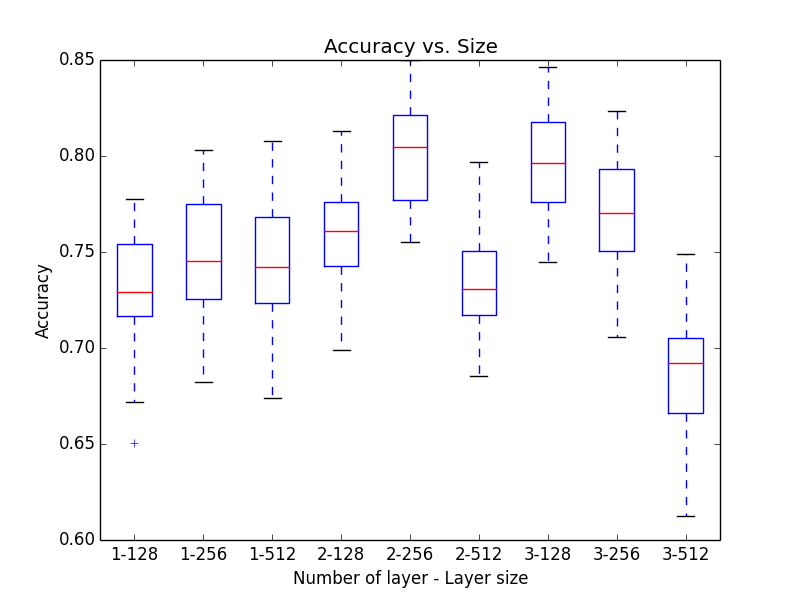 Accuracy vs. Size
0.85
0.80
0.75
0.70
0.65
0.60
Accuracy
1-128 1-256 1-512 2-128 2-256 2-512 3-128 3-256 3-512
Number of layer - Layer size